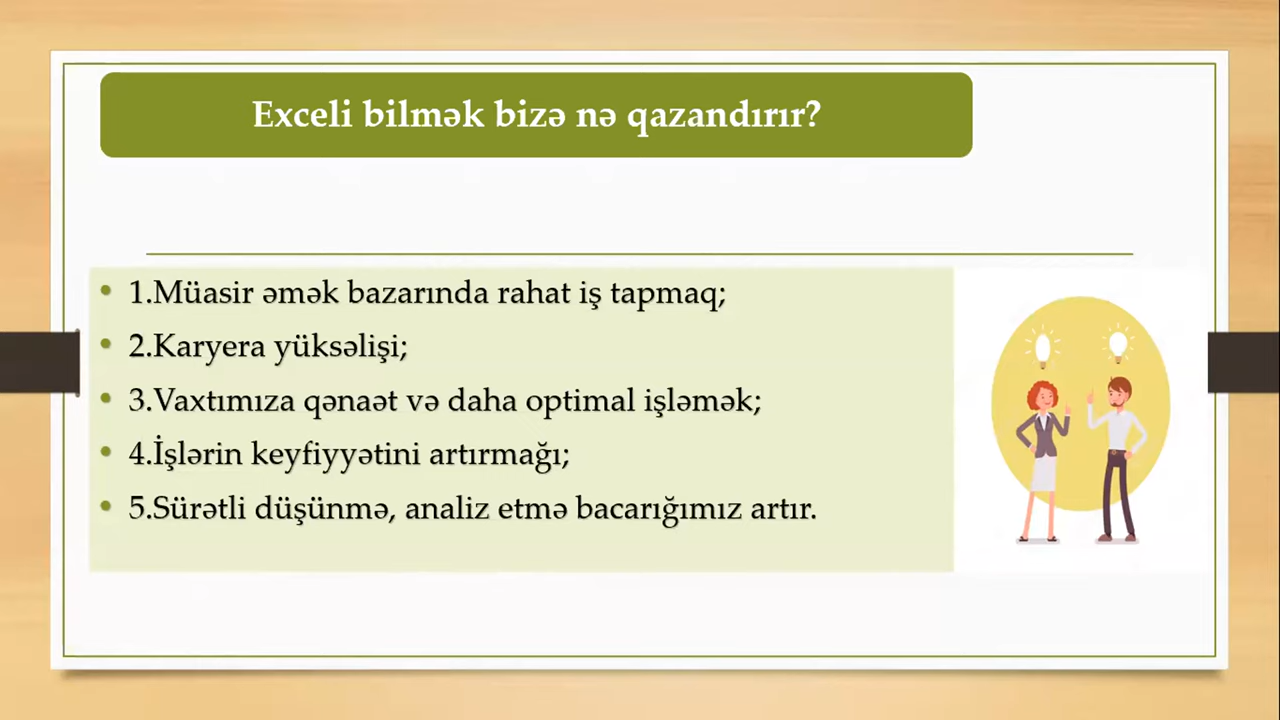 Exceli bilmək bizə nə qazandırır?
• 1.Müasir əmək bazarında rahat iş tapmaq;
• 2.Karyera yüksəlişi;
• 3.Vaxtımıza qənaət və daha optimal işləmək;
• 4.İşlərin keyfiyyətini artırmağı;
• 5.Sürətli düşünmə, analiz etmə bacarığımız artır.